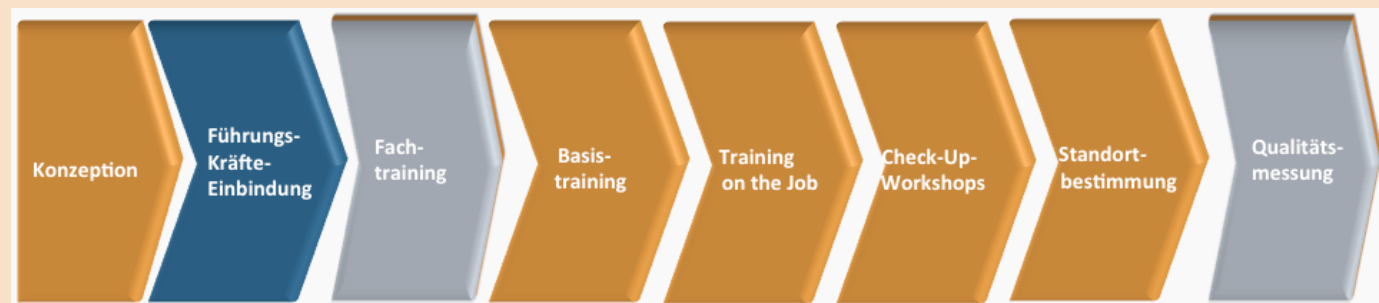 Konzeption
Führungs-
Kräfte-
Einbindung
Fach-
training
Basis-
training
Training
on the Job
Check-Up-
Workshops
Standort-
bestimmung
Qualitäts-
messung